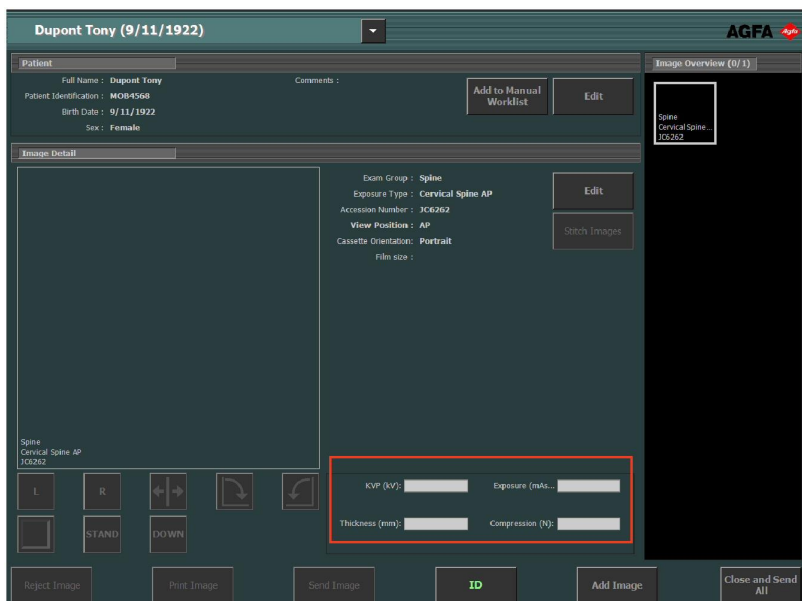 Dupont Tony (9/11/1922)
AGFA
Agfa
Patient
Full Name : Dupont Tony
Comments :
Patient Identification : MOB4568
Birth Date : 9/11/1922
Sex : Female
Add to Manual
Worklist
Edit
Image Overview (0/1)
Spine
Cervical Spine ...
JC6262
Image Detail
Exam Group : Spine
Exposure Type : Cervical Spine AP
Accession Number : JC6262
View Position : AP
Cassette Orientation: Portrait
Film size :
Edit
Stitch Images
Spine
Cervical Spine AP
JC6262
KVP (kV):
Exposure (mAs...
Thickness (mm):
Compression (N):
L
R
STAND
DOWN
Reject Image
Print Image
Send Image
ID
Add Image
Close and Send
All